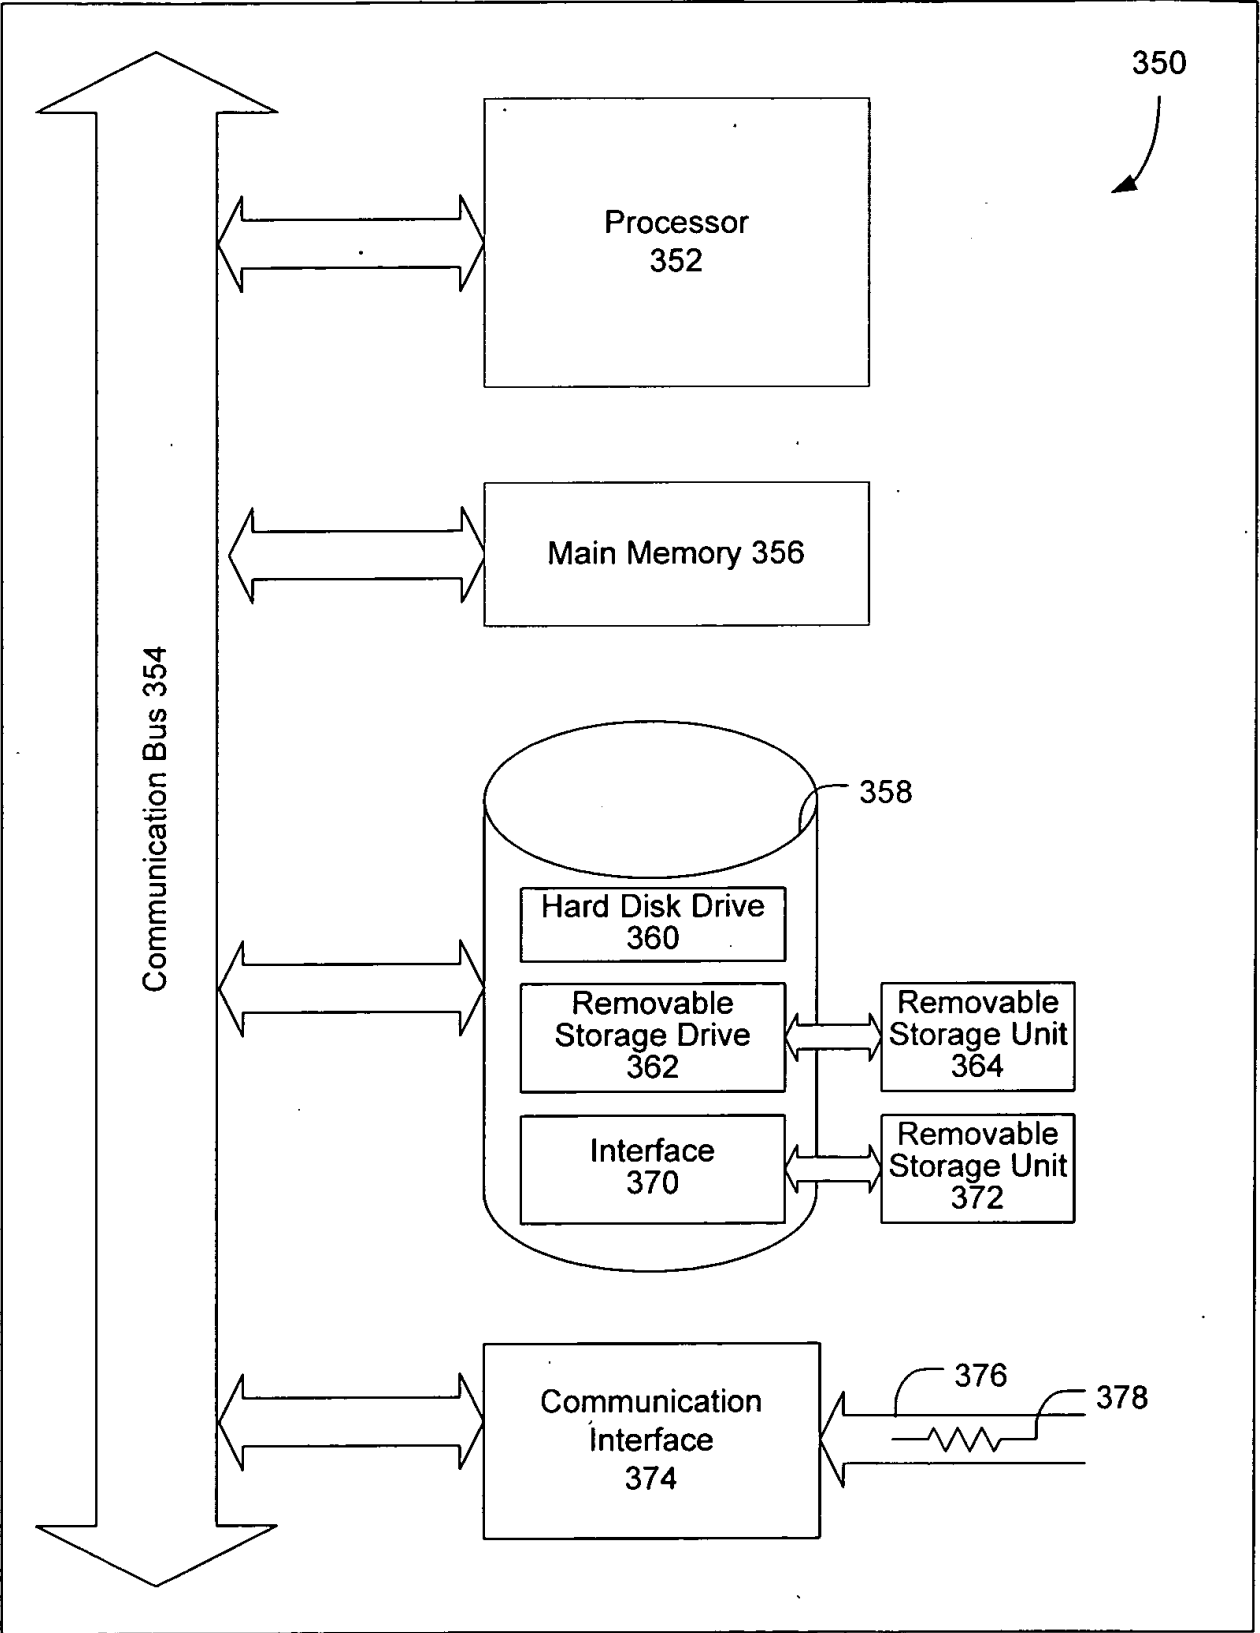 350
Processor
352
Main Memory 356
Communication Bus 354
358
Hard Disk Drive
360
Removable
Storage Drive
362
Removable
Storage Unit
364
Interface
370
Removable
Storage Unit
372
Communication
Interface
374
376
378